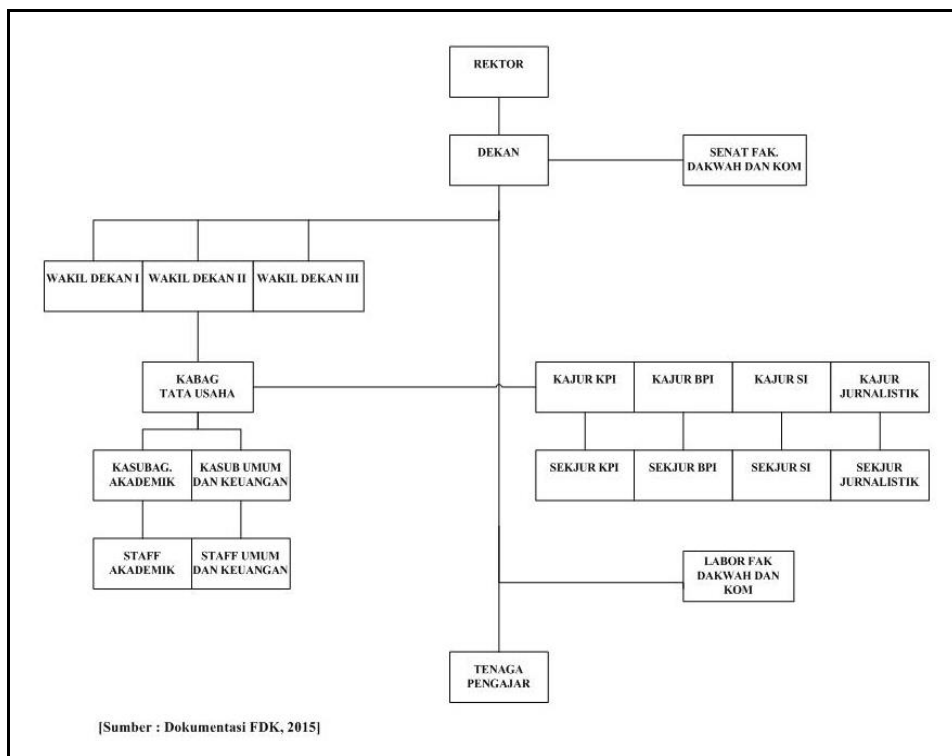 REKTOR
DEKAN
SENAT FAK.
DAKWAH DAN KOM
WAKIL DEKAN I
WAKIL DEKAN II
WAKIL DEKAN III
KABAG
TATA USAHA
KAJUR KPI
KAJUR BPI
KAJUR SI
KAJUR
JURNALISTIK
KASUBAG.
AKADEMIK
KASUB UMUM
DAN KEUANGAN
SEKJUR KPI
SEKJUR BPI
SEKJUR SI
SEKJUR
JURNALISTIK
STAFF
AKADEMIK
STAFF UMUM
DAN KEUANGAN
LABOR FAK
DAKWAH DAN
KOM
TENAGA
PENGAJAR
[Sumber : Dokumentasi FDK, 2015]